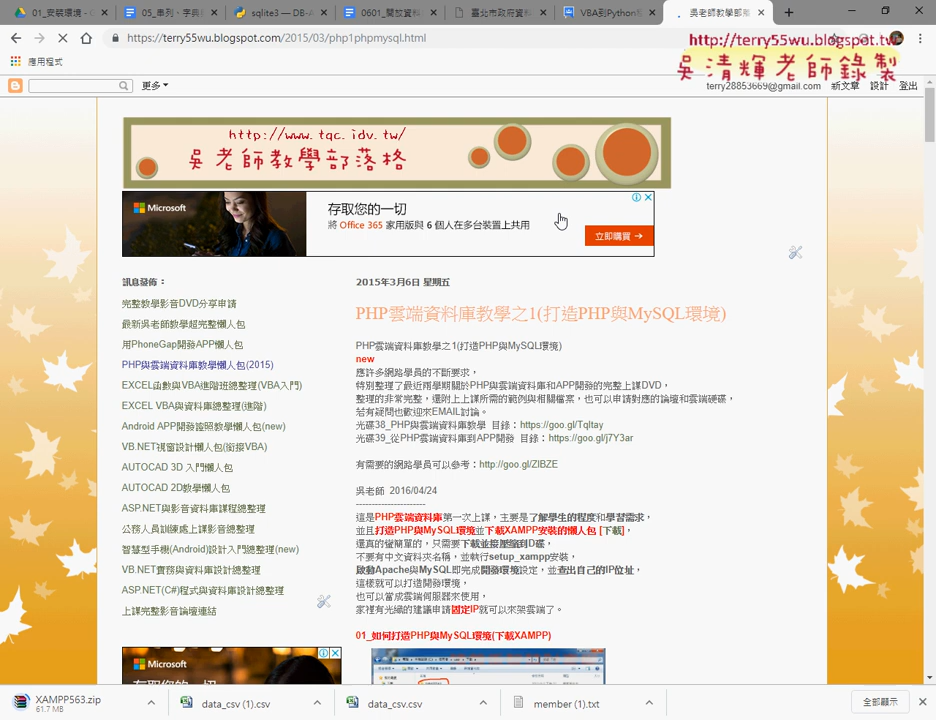 01_安裝環境 - G
05_串列、字典與
sqlite3 — DB-A
0601_開放資料
臺北市政府資料
VBA到Python
吳老師教學部落
https://terry55wu.blogspot.com/2015/03/php1phpmysql.html
http://terry55wu.blogspot.tw
吳清輝老師錄製
應用程式
更多
terry28853669@gmail.com 新文章 設計 登出
http://www.tqc.idv.tw/
吳老師教學部落格
Microsoft
存取您的一切
將 Office 365 家用版與 6 個人在多台裝置上共用
立即購買 →
訊息發佈：
完整教學影音DVD分享申請
最新吳老師教學超完整懶人包
用PhoneGap開發APP懶人包
PHP與雲端資料庫教學懶人包(2015)
EXCEL函數與VBA進階班總整理(VBA入門)
EXCEL VBA與資料庫總整理(進階)
Android APP開發證照教學懶人包(new)
VB.NET視窗設計懶人包(銜接VBA)
AUTOCAD 3D 入門懶人包
AUTOCAD 2D教學懶人包
ASP.NET與影音資料庫課程總整理
公務人員訓練處上課影音總整理
智慧型手機(Android)設計入門總整理(new)
VB.NET實務與資料庫設計總整理
ASP.NET(C#)程式與資料庫設計總整理
上課完整影音論壇連結
Microsoft
存取您的一切
2015年3月6日 星期五
PHP雲端資料庫教學之1(打造PHP與MySQL環境)
PHP雲端資料庫教學之1(打造PHP與MySQL環境)
new
應許多網路學員的不斷要求，
特別整理了最近兩學期關於PHP與雲端資料庫和APP開發的完整上課DVD，
整理的非常完整，還附上上課所需的範例與相關檔案，也可以申請對應的論壇和雲端硬碟，
若有疑問也歡迎來EMAIL討論。
光碟38_PHP與雲端資料庫教學 目錄：https://goo.gl/TqItay
光碟39_從PHP雲端資料庫到APP開發 目錄：https://goo.gl/j7Y3ar
有需要的網路學員可以參考：http://goo.gl/ZlBZE
吳老師 2016/04/24
-----------------------
這是PHP雲端資料庫第一次上課，主要是了解學生的程度和學習需求，
並且打造PHP與MySQL環境並下載XAMPP安裝的懶人包 [下載]，
還真的蠻簡單的，只需要下載並接壓縮到D碟，
不要有中文資料夾名稱，並執行setup_xampp安裝，
啟動Apache與MySQL即完成開發環境設定，並查出自己的IP位址，
這樣就可以打造開發環境，
也可以當成雲端伺服器來使用，
家裡有光纖的建議申請固定IP就可以來架雲端了。
01_如何打造PHP與MySQL環境(下載XAMPP)
XAMPP563.zip
61.7 MB
data_csv (1).csv
data_csv.csv
member (1).txt
全部顯示